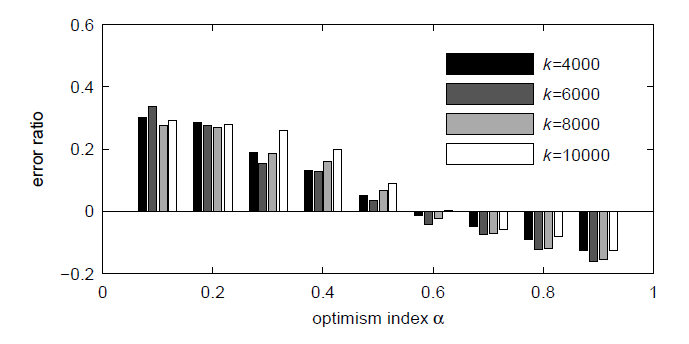 0.6
0.4
0.2
0
−0.2
error ratio
k=4000
k=6000
k=8000
k=10000
0 0.2 0.4 0.6 0.8 1
optimism index α